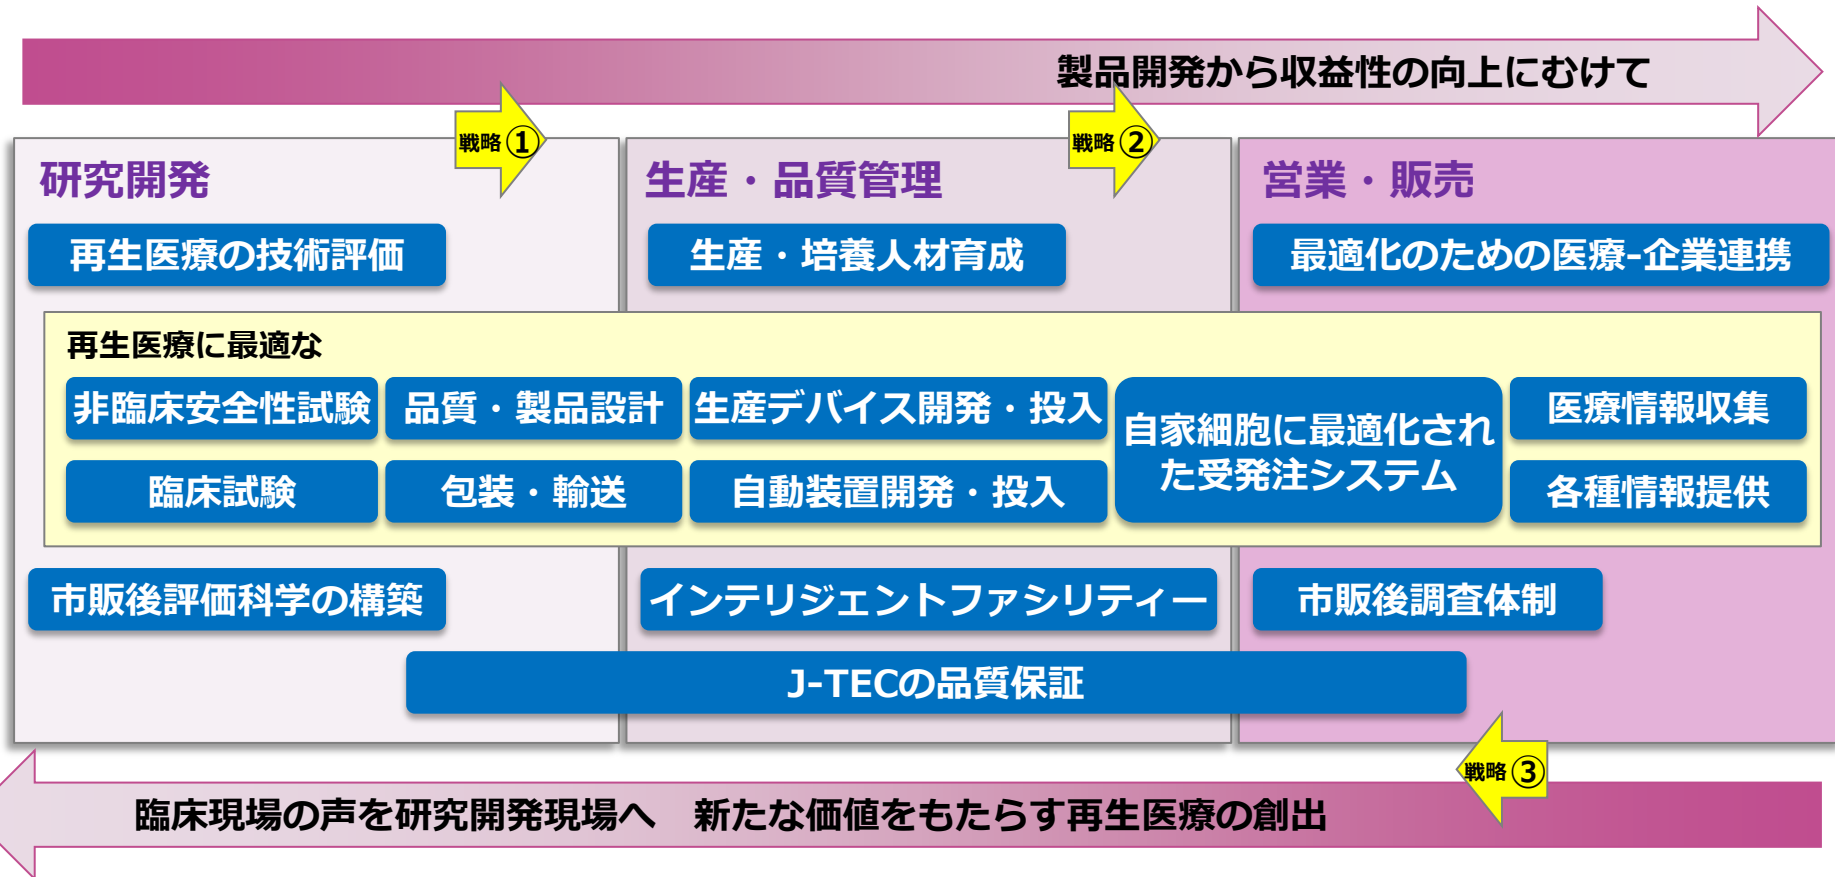 製品開発から収益性の向上にむけて
戦略①
戦略②
研究開発
生産・品質管理
営業・販売
再生医療の技術評価
生産・培養人材育成
最適化のための医療-企業連携
再生医療に最適な
非臨床安全性試験
品質・製品設計
生産デバイス開発・投入
自家細胞に最適化され
た受発注システム
医療情報収集
臨床試験
包装・輸送
自動装置開発・投入
各種情報提供
市販後評価科学の構築
インテリジェントファシリティー
市販後調査体制
J-TECの品質保証
戦略③
臨床現場の声を研究開発現場へ　新たな価値をもたらす再生医療の創出